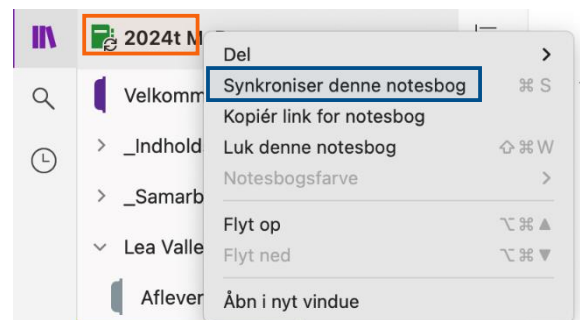 2024t M
Del
Velkomm
Synkroniser denne notesbog ⌘ S
Kopiér link for notesbog
_Indhold
Luk denne notesbog ⇧ ⌘ W
Notesbogsfarve
_Samarb
Flyt op ⌥ ⌘ ▲
Lea Valle
Flyt ned ⌥ ⌘ ▼
Aflever
Åbn i nyt vindue